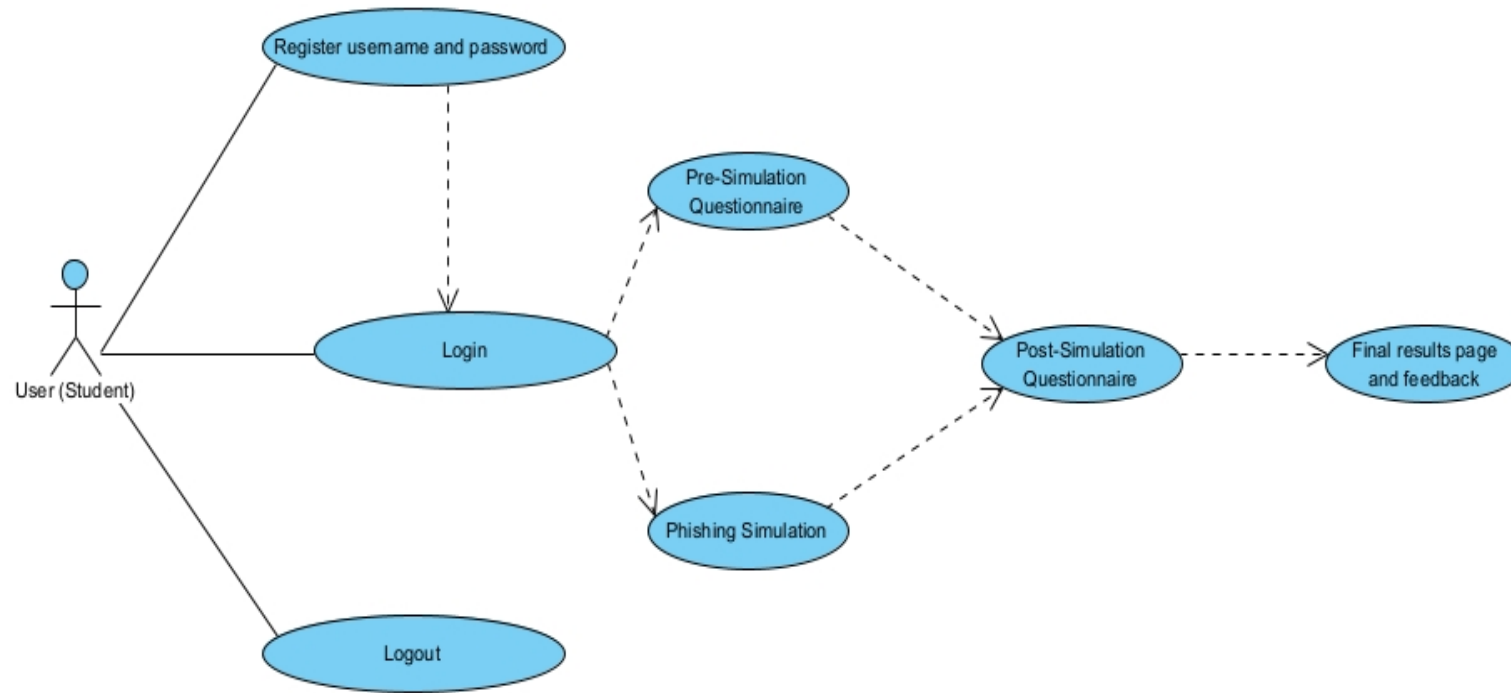 Register username and password
Pre-Simulation
Questionnaire
Login
User (Student)
Post-Simulation
Questionnaire
Final results page
and feedback
Phishing Simulation
Logout